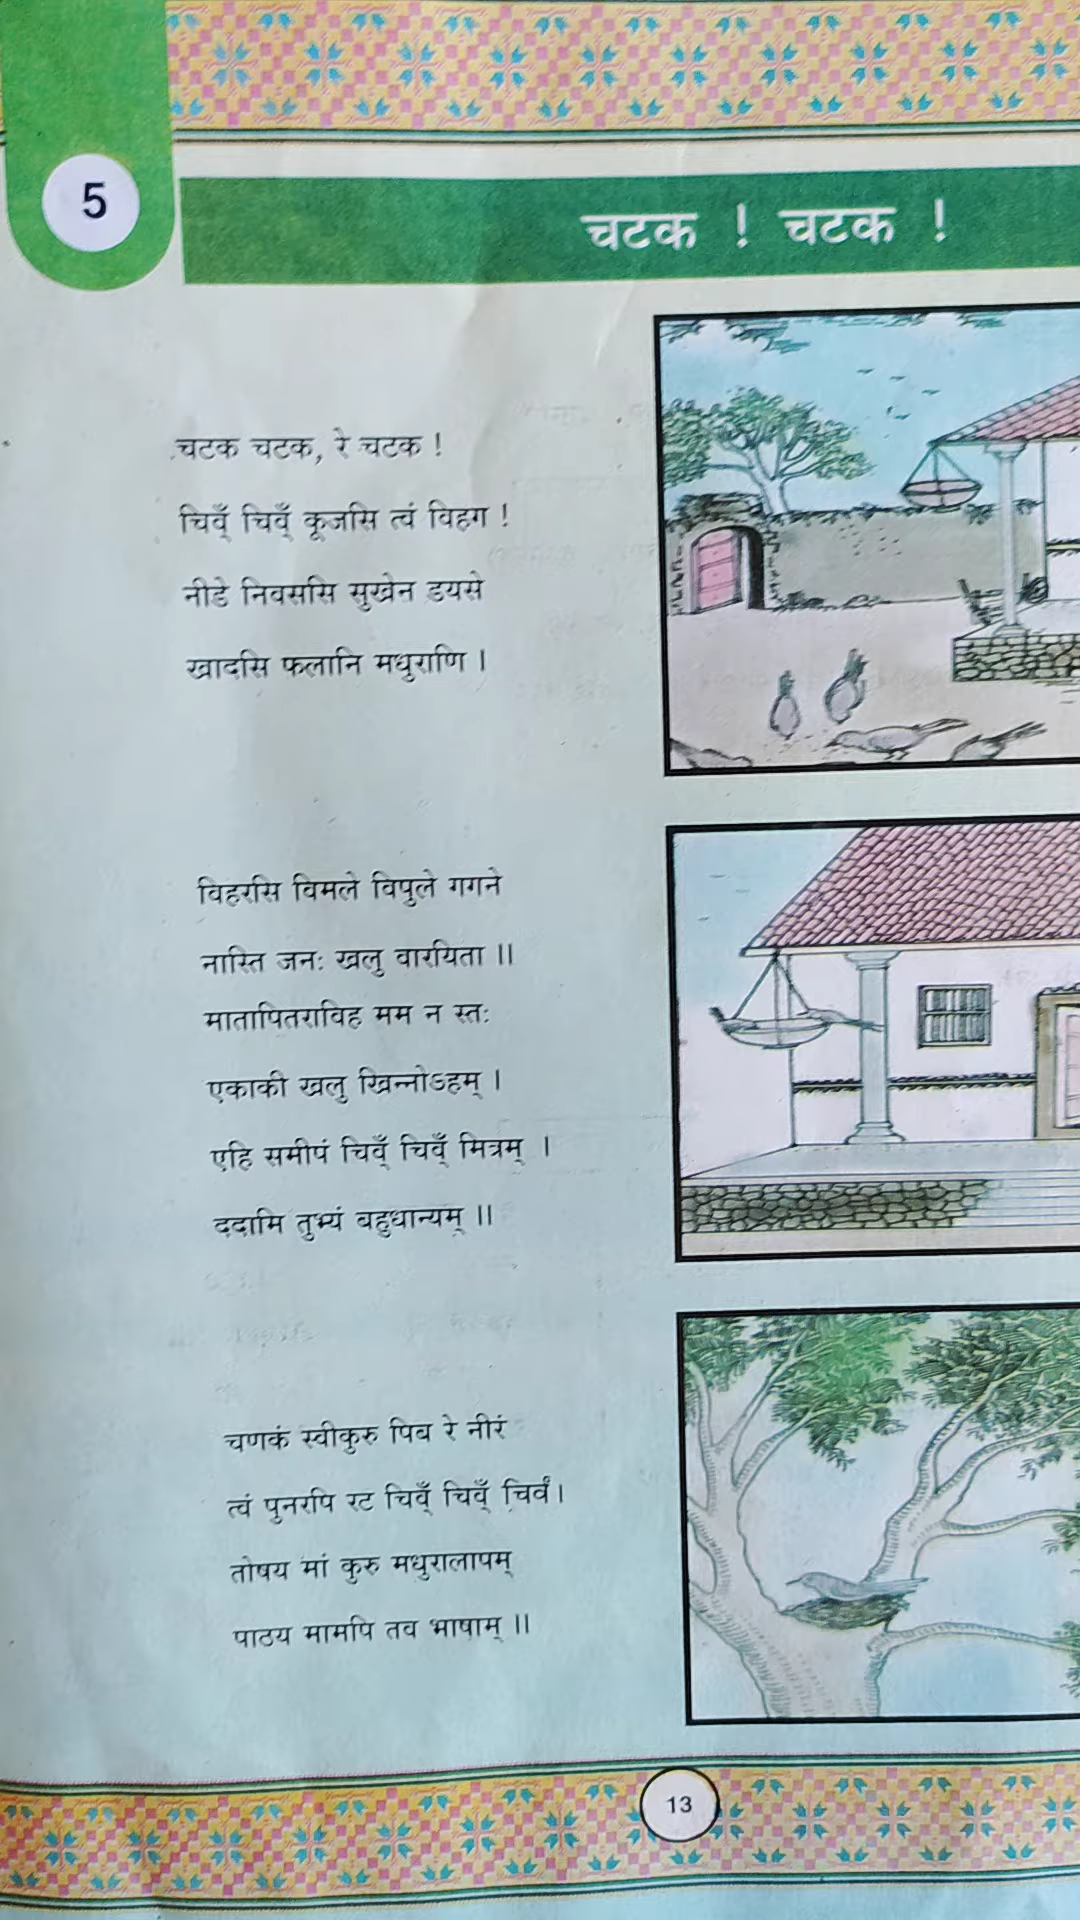 5
चटक ! चटक !
चटक चटक, रे चटक !
चिव्ँ चिव्ँ कूजसि त्वं विहग !
नीडे निवससि सुखेन डयसे
खादसि फलानि मधुराणि ।
विहरसि विमले विपुले गगने
नास्ति जनः खलु वारयिता ॥
मातापितराविह मम न स्तः
एकाकी खलु खिन्नोऽहम् ।
एहि समीपं चिव्ँ चिव्ँ मित्रम् ।
ददामि तुभ्यं बहुधान्यम् ॥
चणकं स्वीकुरु पिब रे नीरं
त्वं पुनरपि रट चिव्ँ चिव्ँ चिवँ।
तोषय मां कुरु मधुरालापम्
पाठय मामपि तव भाषाम् ॥
13